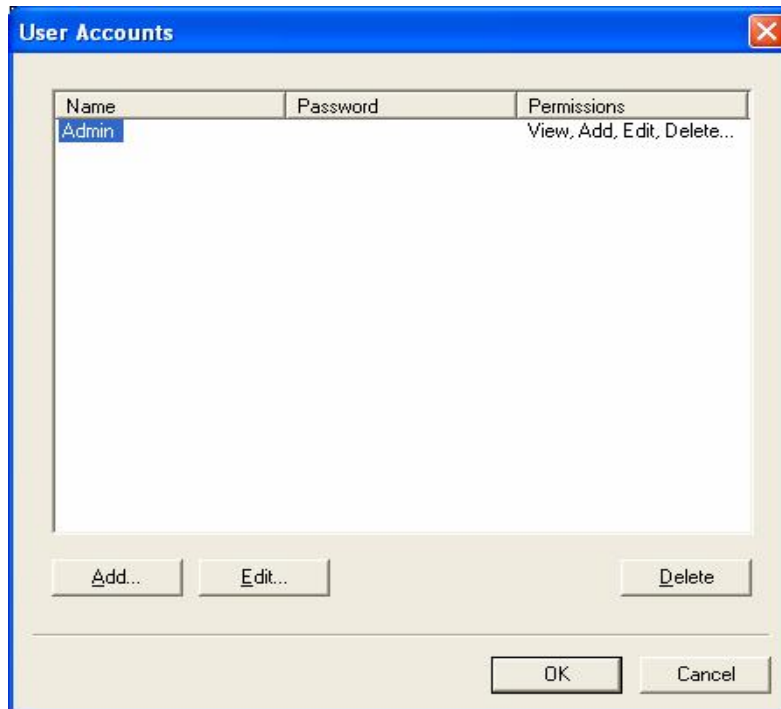 User Accounts
Name Password Permissions
Admin View, Add, Edit, Delete...
Add... Edit... Delete
OK Cancel